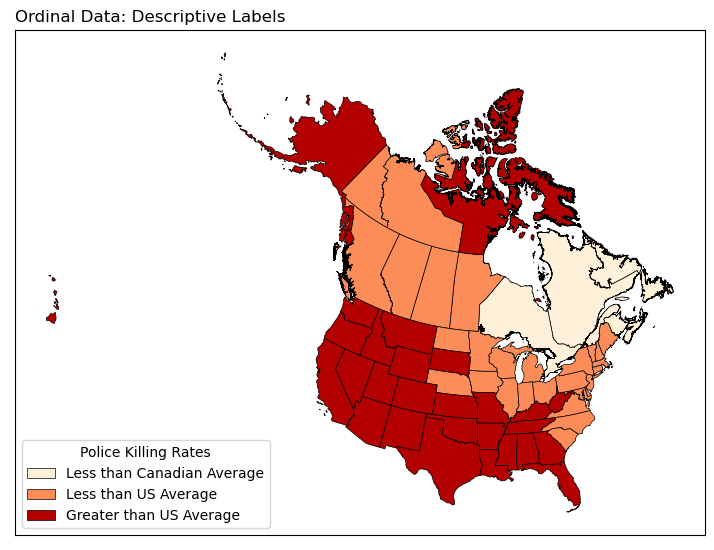 Ordinal Data: Descriptive Labels
Police Killing Rates
Less than Canadian Average
Less than US Average
Greater than US Average